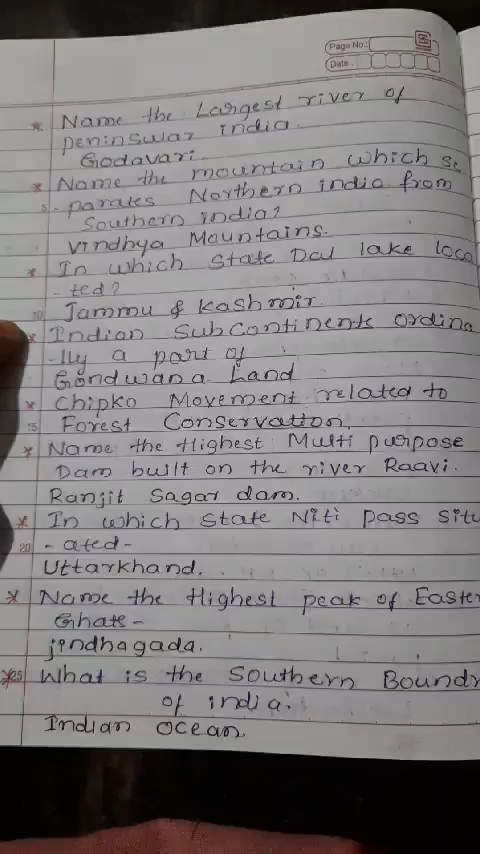 Page No.:
Date:
* Name the Largest river of
peninsular india.
Godavari.
* Name the mountain which se
5 - parates Northern india from
Southern india?
Vindhya Mountains.
* In which state Dal lake loca
- ted?
10 Jammu & Kashmir.
* Indian Subcontinents ordina
- lly a part of
Gondwana Land
* Chipko Movement related to
15 Forest Conservation.
* Name the Highest Multi purpose
Dam built on the river Raavi.
Ranjit Sagar dam.
* In which state Niti pass situ
20 - ated -
Uttarkhand.
* Name the Highest peak of Easter
Ghate -
jindhagada.
* 25 What is the Southern Boundr
of india.
Indian Ocean.